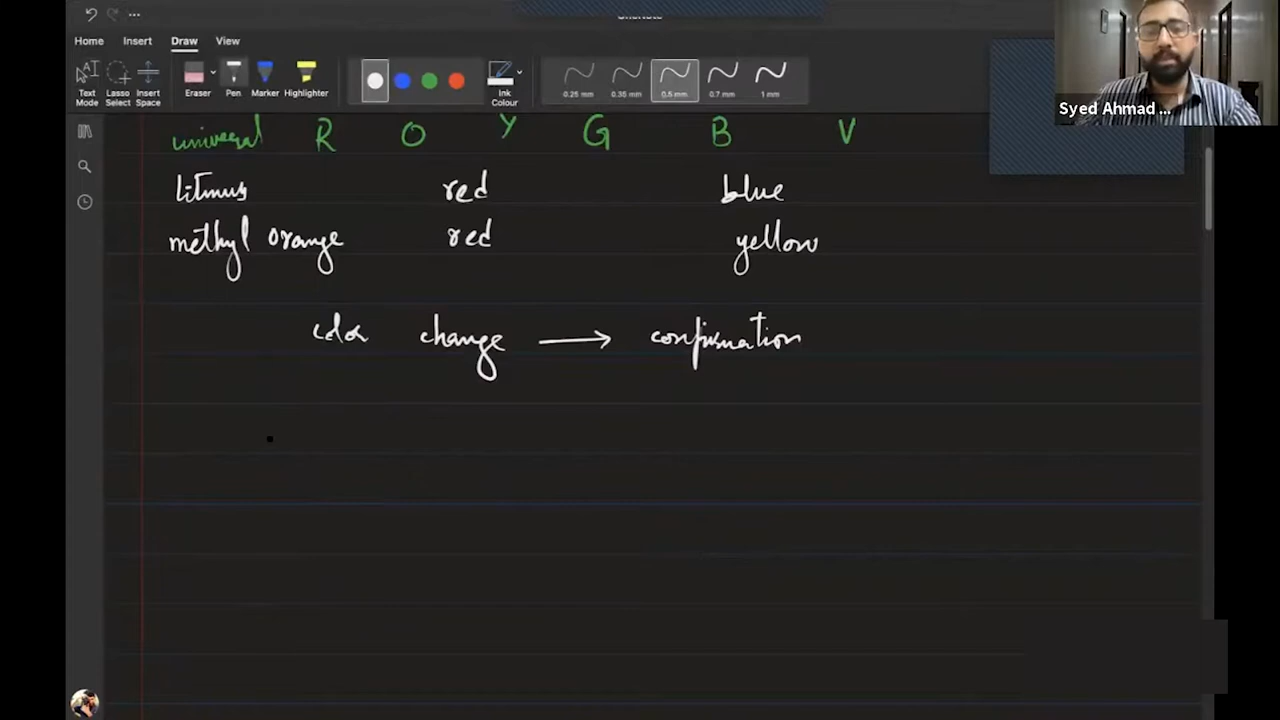 OneNote
Home Insert Draw View
Text Mode Lasso Select Insert Space Eraser Pen Marker Highlighter Ink Colour 0.25 mm 0.35 mm 0.5 mm 0.7 mm 1 mm
Syed Ahmad ...
universal R O Y G B V
litmus red blue
methyl orange red yellow
color change → confirmation